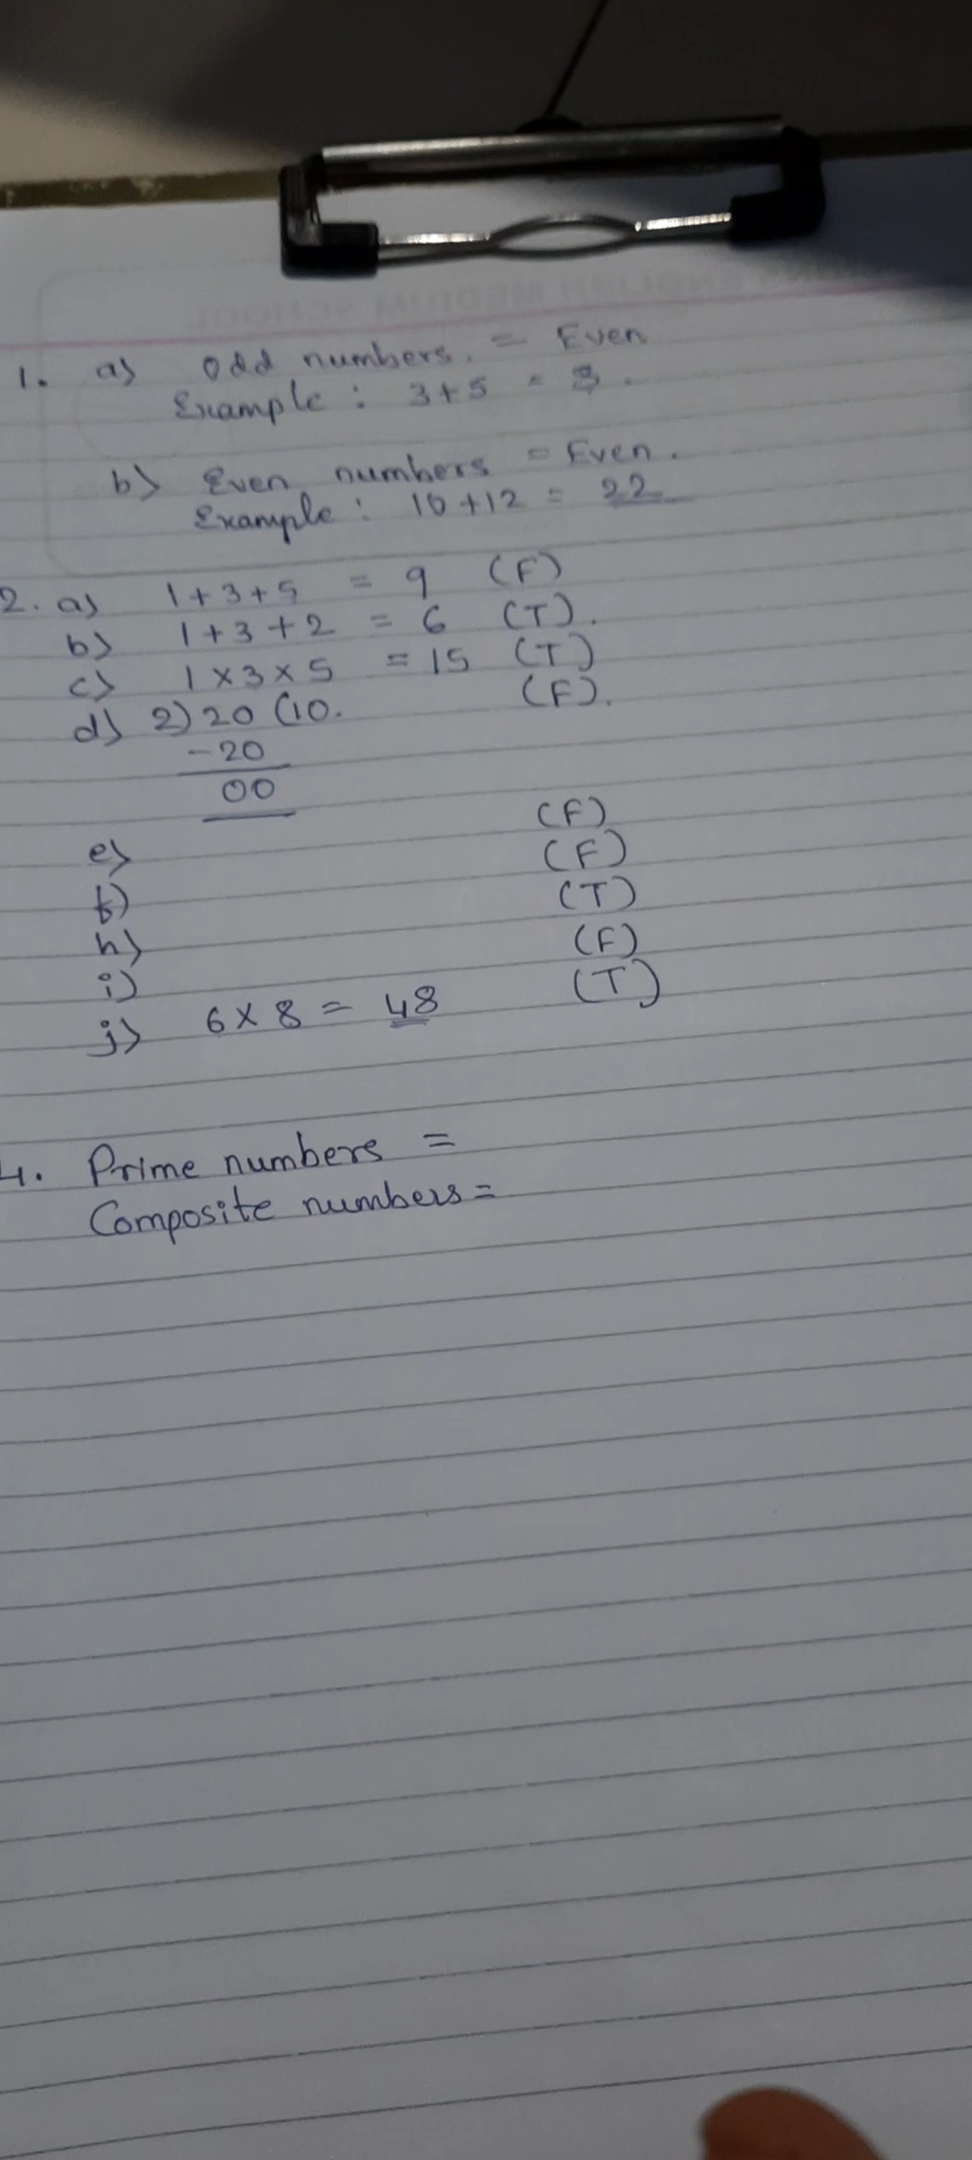 1. a) Odd numbers. = Even
Example : 3+5 = 8.
b) Even numbers = Even.
Example : 10+12 = 22
2. a) 1+3+5 = 9 (F)
b) 1+3+2 = 6 (T).
c) 1×3×5 = 15 (T)
d) 2)20(10. (F).
-20
00
e) (F)
f) (F)
h) (T)
i) (F)
j) 6×8 = 48 (T)
4. Prime numbers =
Composite numbers =